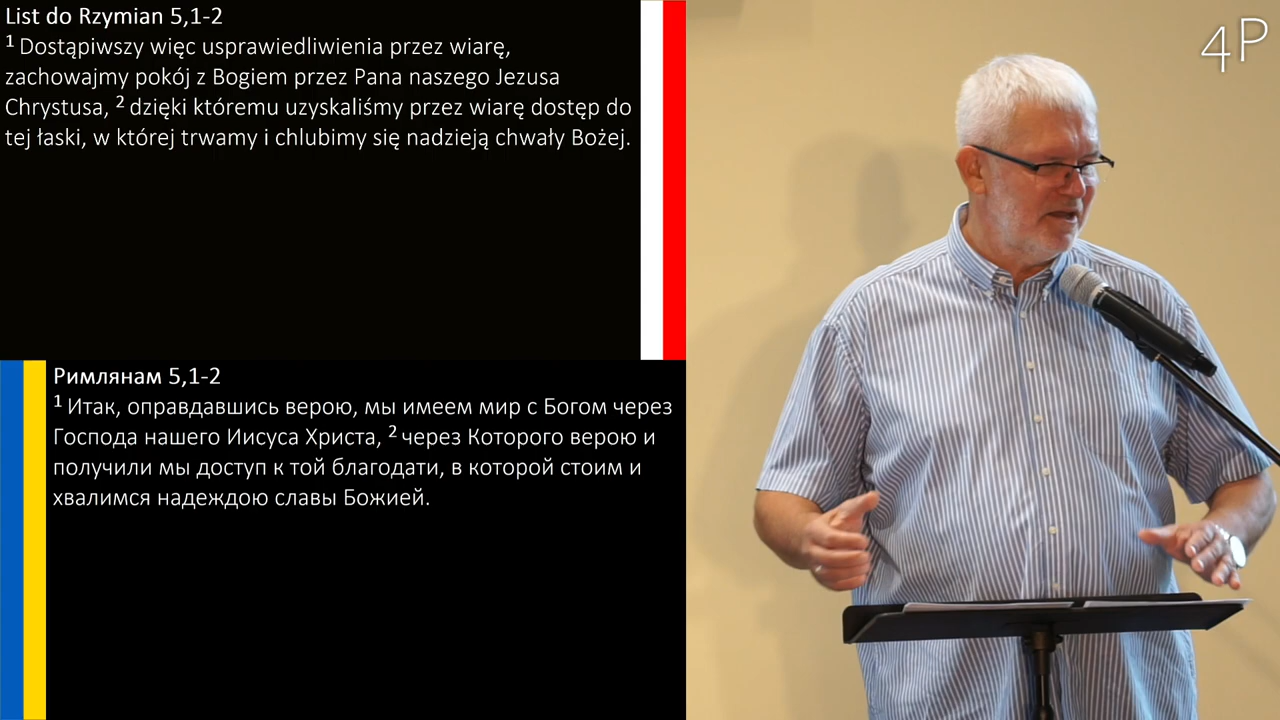 List do Rzymian 5,1-2
1 Dostąpiwszy więc usprawiedliwienia przez wiarę,
zachowajmy pokój z Bogiem przez Pana naszego Jezusa
Chrystusa, 2 dzięki któremu uzyskaliśmy przez wiarę dostęp do
tej łaski, w której trwamy i chlubimy się nadzieją chwały Bożej.
Римлянам 5,1-2
1 Итак, оправдавшись верою, мы имеем мир с Богом через
Господа нашего Иисуса Христа, 2 через Которого верою и
получили мы доступ к той благодати, в которой стоим и
хвалимся надеждою славы Божией.
4P